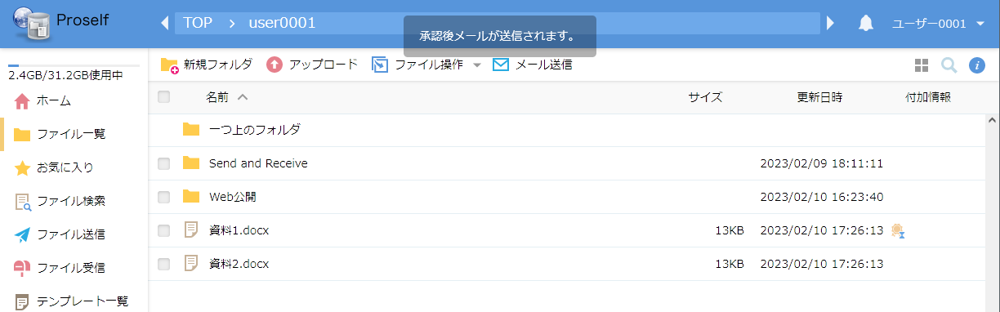 Proself
TOP > user0001
承認後メールが送信されます。
ユーザー0001
2.4GB/31.2GB使用中
ホーム
ファイル一覧
お気に入り
ファイル検索
ファイル送信
ファイル受信
テンプレート一覧
新規フォルダ アップロード ファイル操作 メール送信
名前 サイズ 更新日時 付加情報
一つ上のフォルダ
Send and Receive 2023/02/09 18:11:11
Web公開 2023/02/10 16:23:40
資料1.docx 13KB 2023/02/10 17:26:13
資料2.docx 13KB 2023/02/10 17:26:13